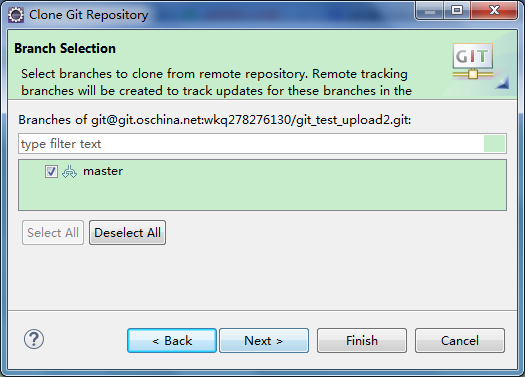 Clone Git Repository
Branch Selection
GIT
Select branches to clone from remote repository. Remote tracking
branches will be created to track updates for these branches in the
Branches of git@git.oschina.net:wkq278276130/git_test_upload2.git:
type filter text
master
Select All
Deselect All
?
< Back
Next >
Finish
Cancel